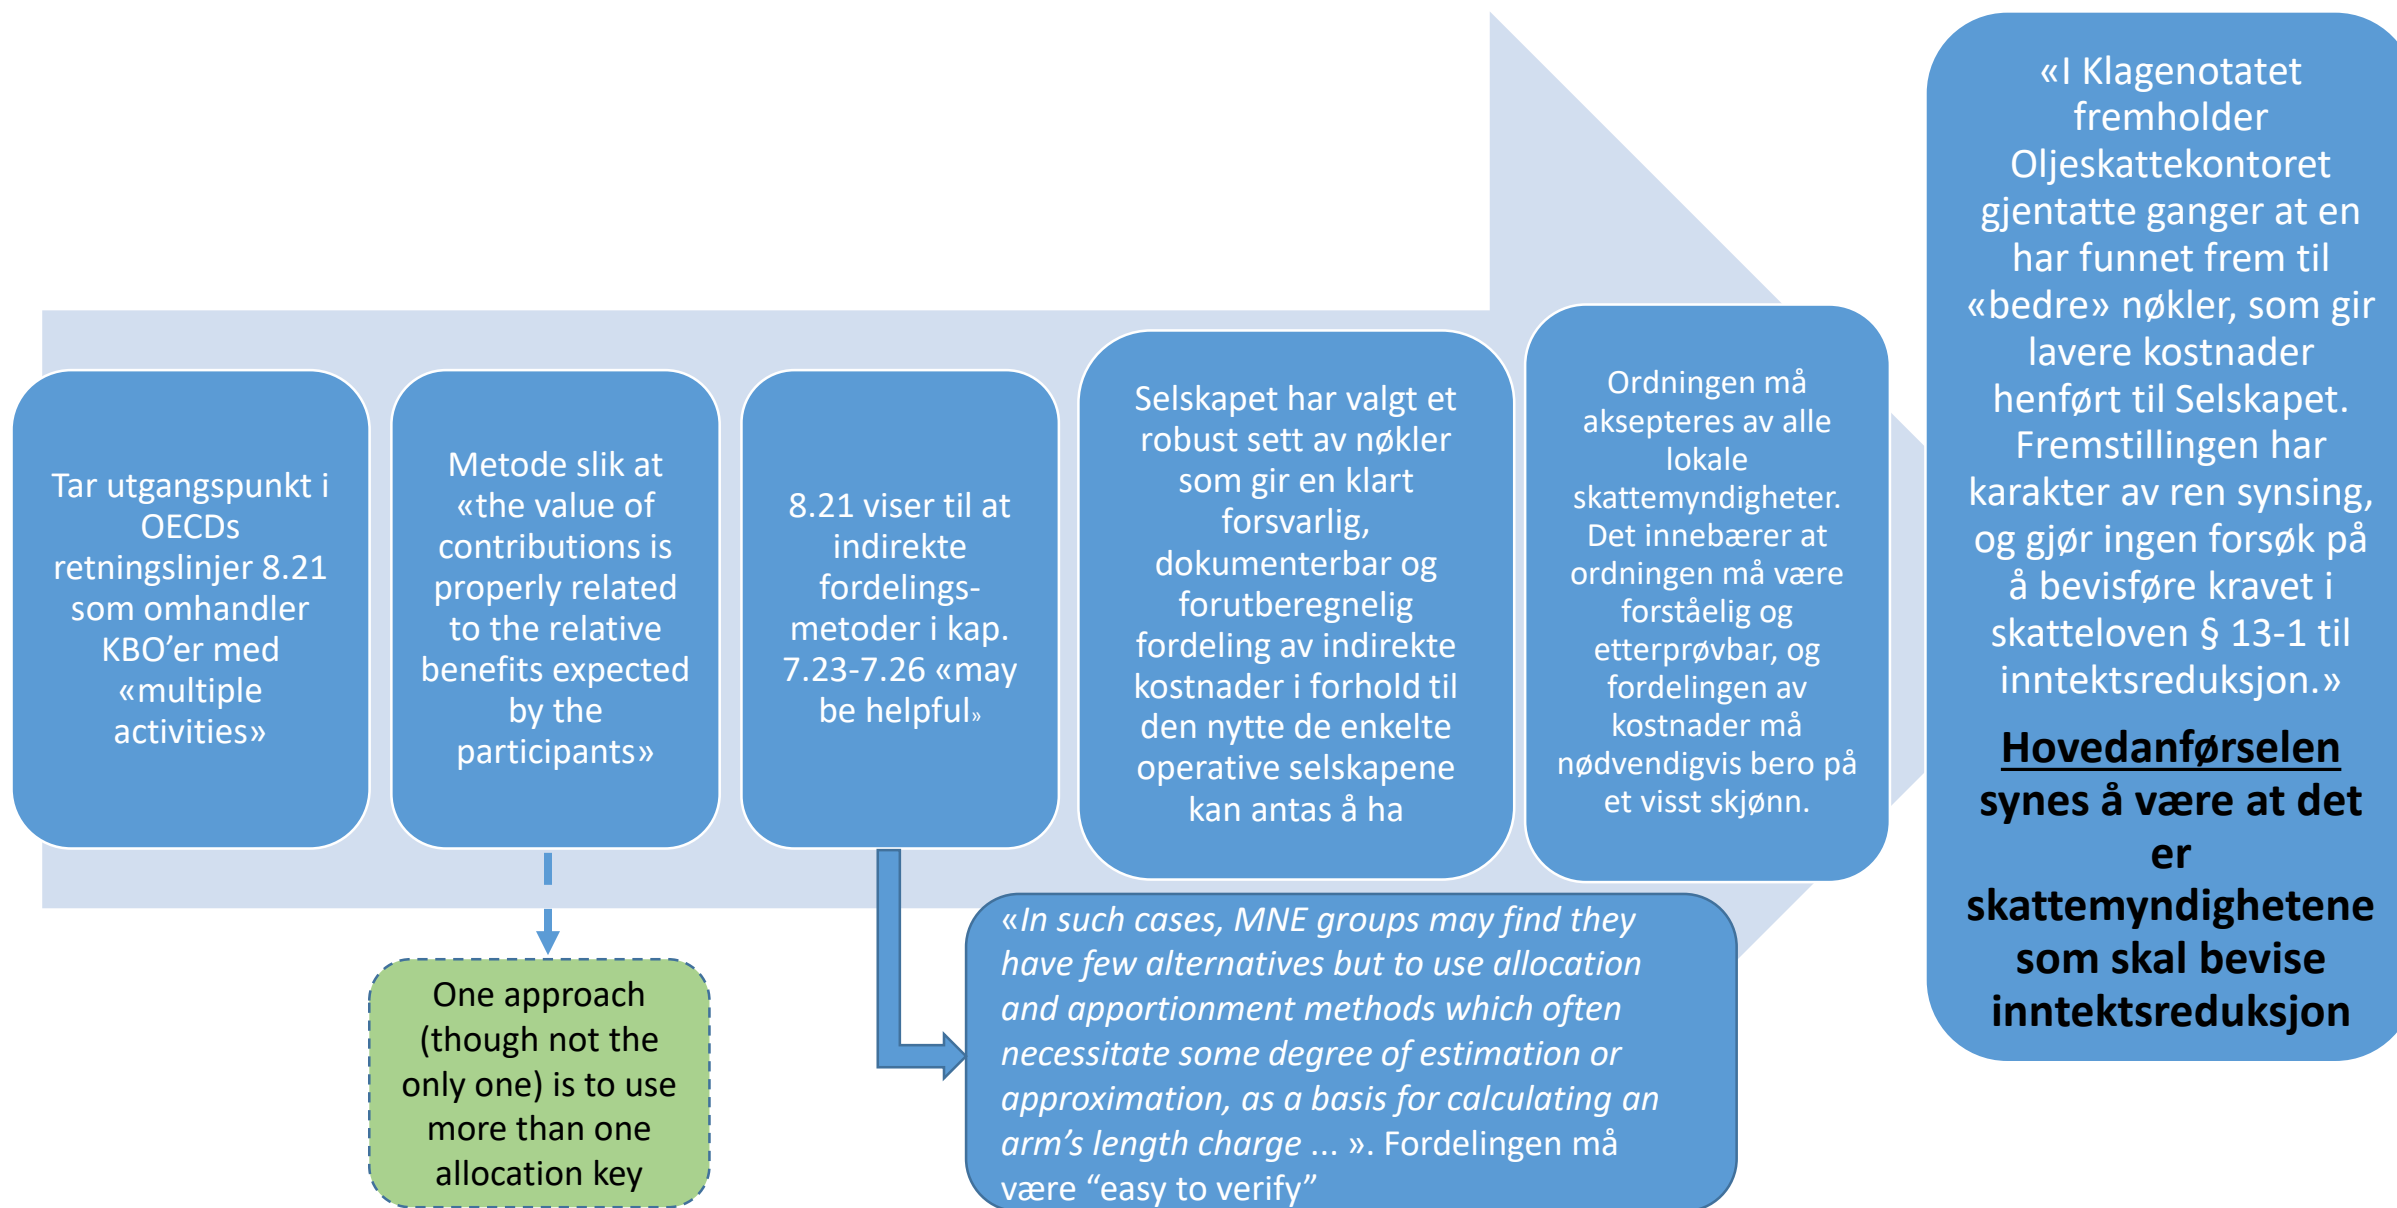 Tar utgangspunkt i
OECDs
retningslinjer 8.21
som omhandler
KBO’er med
«multiple
activities»
Metode slik at
«the value of
contributions is
properly related
to the relative
benefits expected
by the
participants»
8.21 viser til at
indirekte
fordelings-
metoder i kap.
7.23-7.26 «may
be helpful»
Selskapet har valgt et
robust sett av nøkler
som gir en klart
forsvarlig,
dokumenterbar og
forutberegnelig
fordeling av indirekte
kostnader i forhold til
den nytte de enkelte
operative selskapene
kan antas å ha
Ordningen må
aksepteres av alle
lokale
skattemyndigheter.
Det innebærer at
ordningen må være
forståelig og
etterprøvbar, og
fordelingen av
kostnader må
nødvendigvis bero på
et visst skjønn.
«I Klagenotatet
fremholder
Oljeskattekontoret
gjentatte ganger at en
har funnet frem til
«bedre» nøkler, som gir
lavere kostnader
henført til Selskapet.
Fremstillingen har
karakter av ren synsing,
og gjør ingen forsøk på
å bevisføre kravet i
skatteloven § 13-1 til
inntektsreduksjon.»
Hovedanførselen
synes å være at det
er
skattemyndighetene
som skal bevise
inntektsreduksjon
One approach
(though not the
only one) is to use
more than one
allocation key
«In such cases, MNE groups may find they
have few alternatives but to use allocation
and apportionment methods which often
necessitate some degree of estimation or
approximation, as a basis for calculating an
arm’s length charge ... ». Fordelingen må
være “easy to verify”